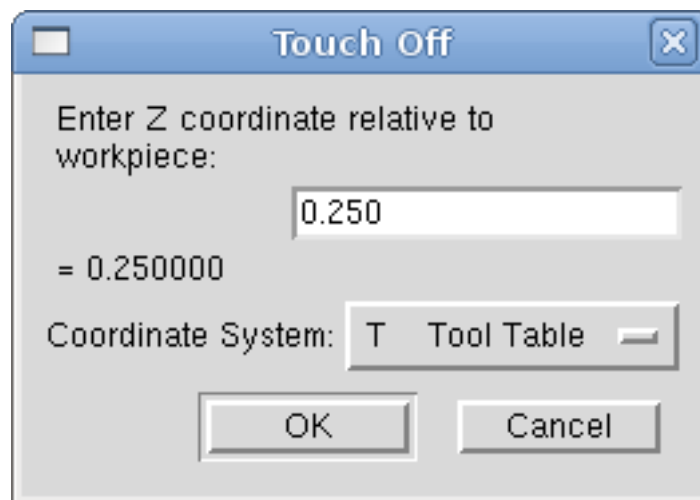 Touch Off
Enter Z coordinate relative to
workpiece:
0.250
= 0.250000
Coordinate System: T Tool Table
OK Cancel